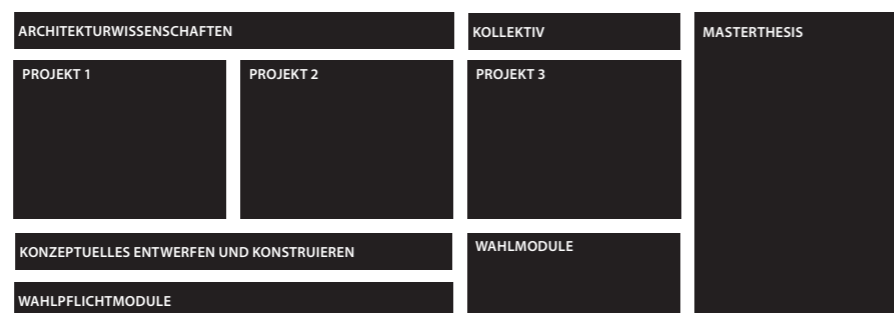 ARCHITEKTURWISSENSCHAFTEN
KOLLEKTIV
MASTERTHESIS
PROJEKT 1
PROJEKT 2
PROJEKT 3
KONZEPTUELLES ENTWERFEN UND KONSTRUIEREN
WAHLMODULE
WAHLPFLICHTMODULE